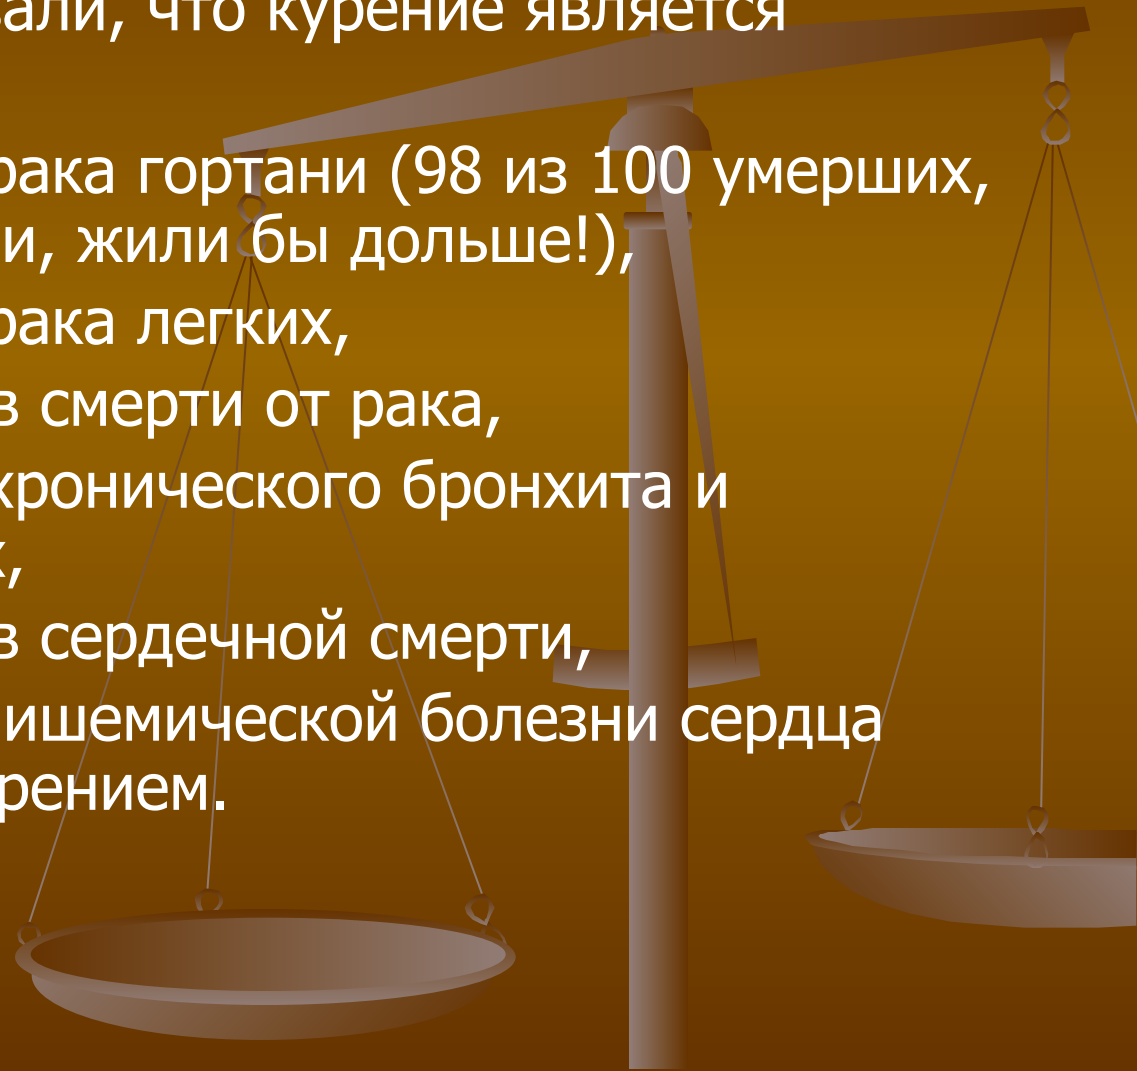 зали, что курение является
рака гортани (98 из 100 умерших,
и, жили бы дольше!),
рака легких,
в смерти от рака,
хронического бронхита и
х,
в сердечной смерти,
ишемической болезни сердца
рением.